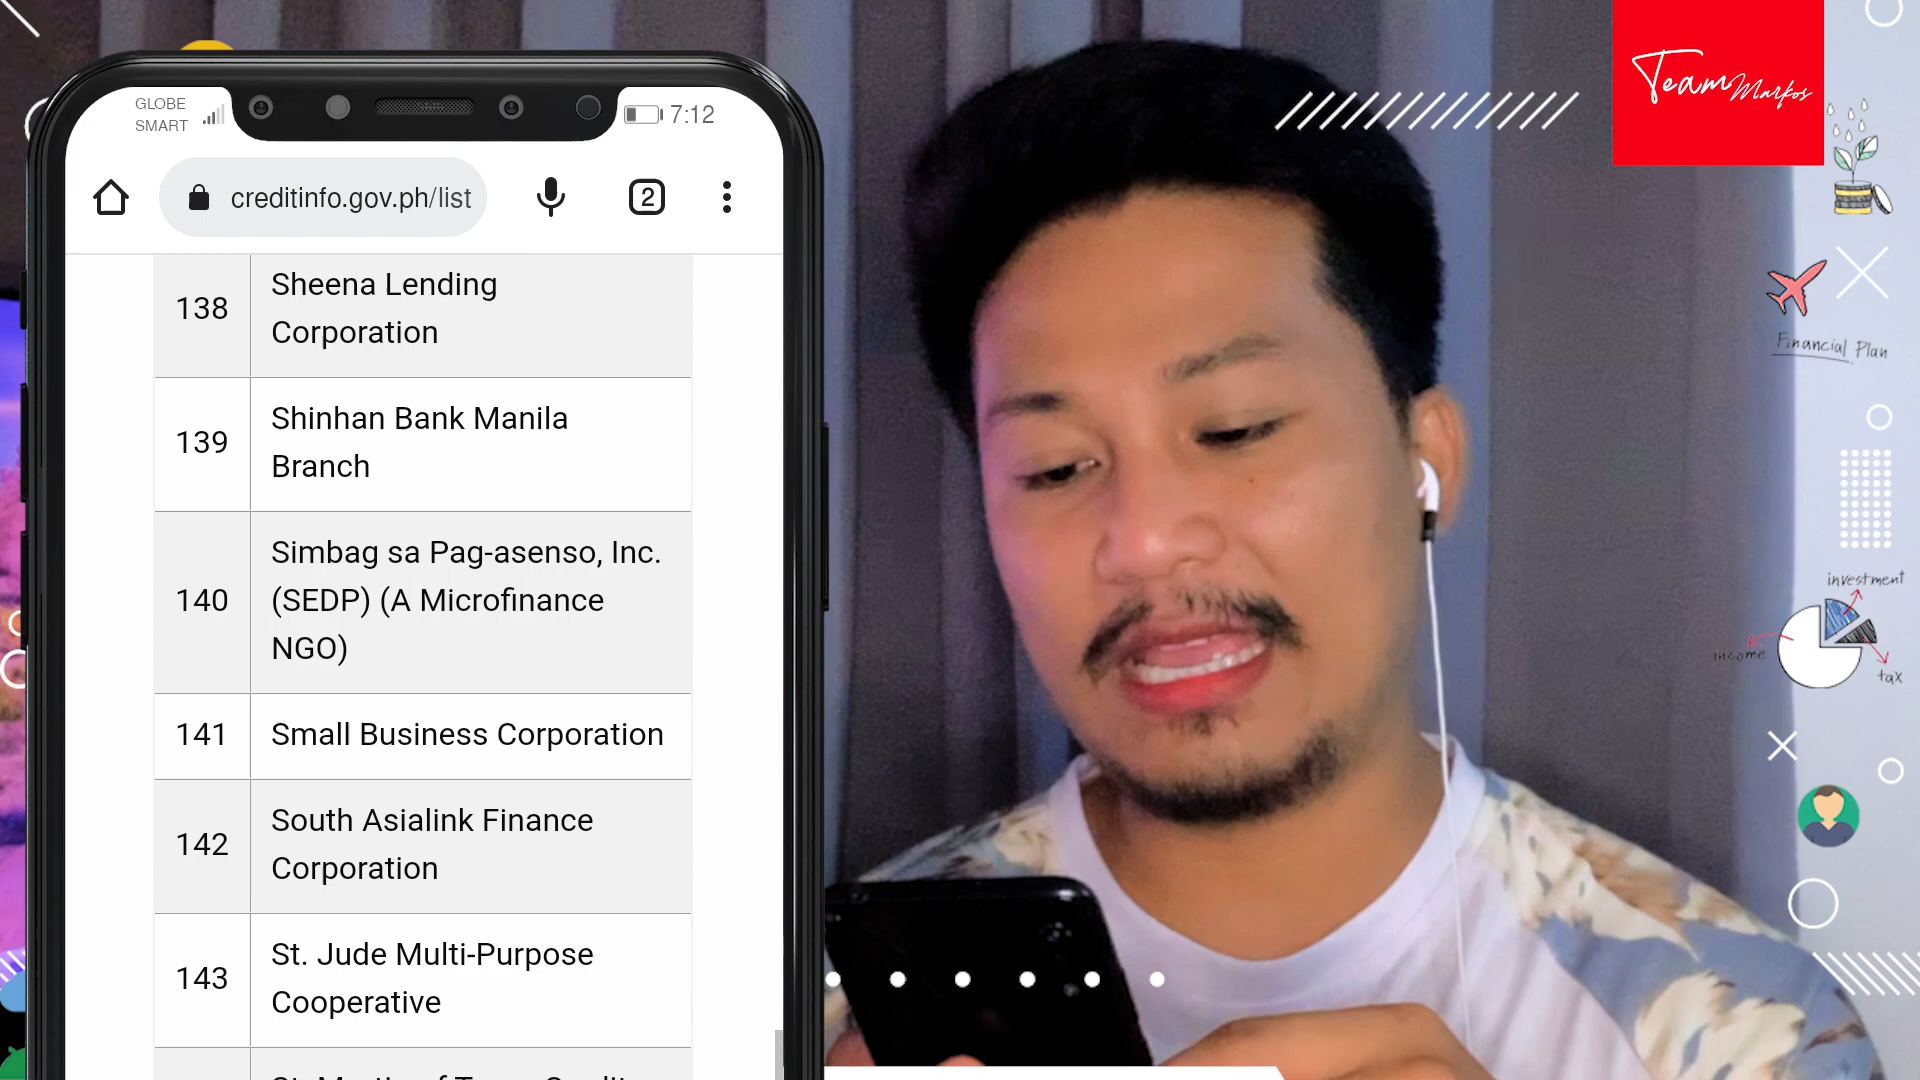 GLOBE
SMART
7:12
creditinfo.gov.ph/list
2
138
Sheena Lending
Corporation
139
Shinhan Bank Manila
Branch
140
Simbag sa Pag-asenso, Inc.
(SEDP) (A Microfinance
NGO)
141
Small Business Corporation
142
South Asialink Finance
Corporation
143
St. Jude Multi-Purpose
Cooperative
Team Markos
Financial Plan
investment
income
tax